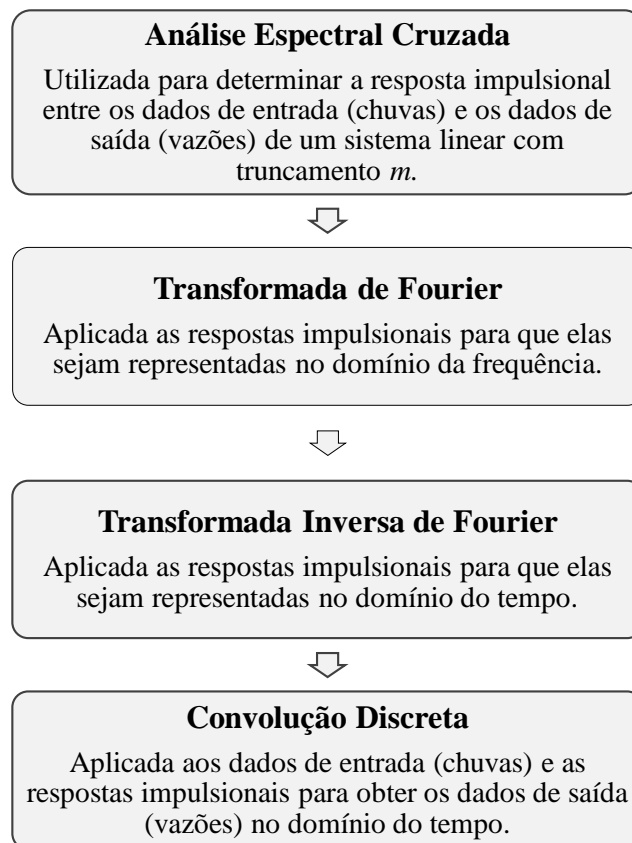 Análise Espectral Cruzada
Utilizada para determinar a resposta impulsional
entre os dados de entrada (chuvas) e os dados de
saída (vazões) de um sistema linear com
truncamento m.
Transformada de Fourier
Aplicada as respostas impulsionais para que elas
sejam representadas no domínio da frequência.
Transformada Inversa de Fourier
Aplicada as respostas impulsionais para que elas
sejam representadas no domínio do tempo.
Convolução Discreta
Aplicada aos dados de entrada (chuvas) e as
respostas impulsionais para obter os dados de saída
(vazões) no domínio do tempo.